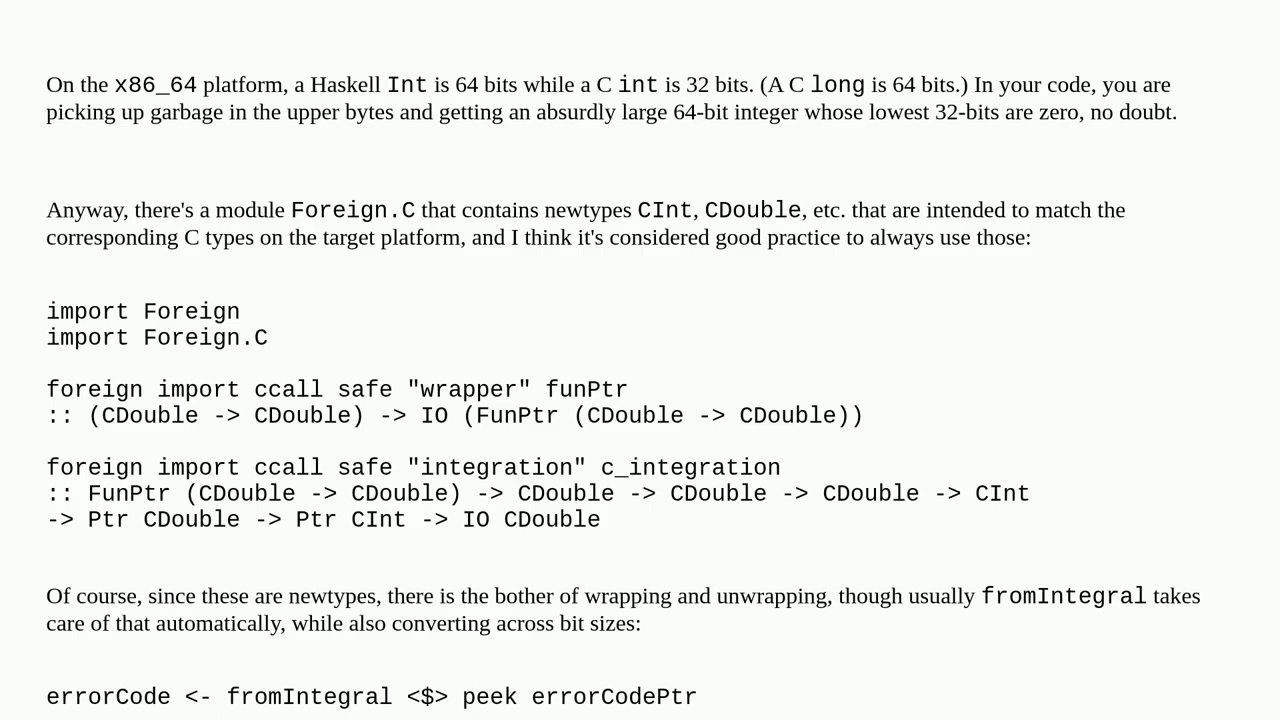 On the x86_64 platform, a Haskell Int is 64 bits while a C int is 32 bits. (A C long is 64 bits.) In your code, you are
picking up garbage in the upper bytes and getting an absurdly large 64-bit integer whose lowest 32-bits are zero, no doubt.
Anyway, there's a module Foreign.C that contains newtypes CInt, CDouble, etc. that are intended to match the
corresponding C types on the target platform, and I think it's considered good practice to always use those:
import Foreign
import Foreign.C
foreign import ccall safe "wrapper" funPtr
:: (CDouble -> CDouble) -> IO (FunPtr (CDouble -> CDouble))
foreign import ccall safe "integration" c_integration
:: FunPtr (CDouble -> CDouble) -> CDouble -> CDouble -> CDouble -> CInt
-> Ptr CDouble -> Ptr CInt -> IO CDouble
Of course, since these are newtypes, there is the bother of wrapping and unwrapping, though usually fromIntegral takes
care of that automatically, while also converting across bit sizes:
errorCode <- fromIntegral <$> peek errorCodePtr